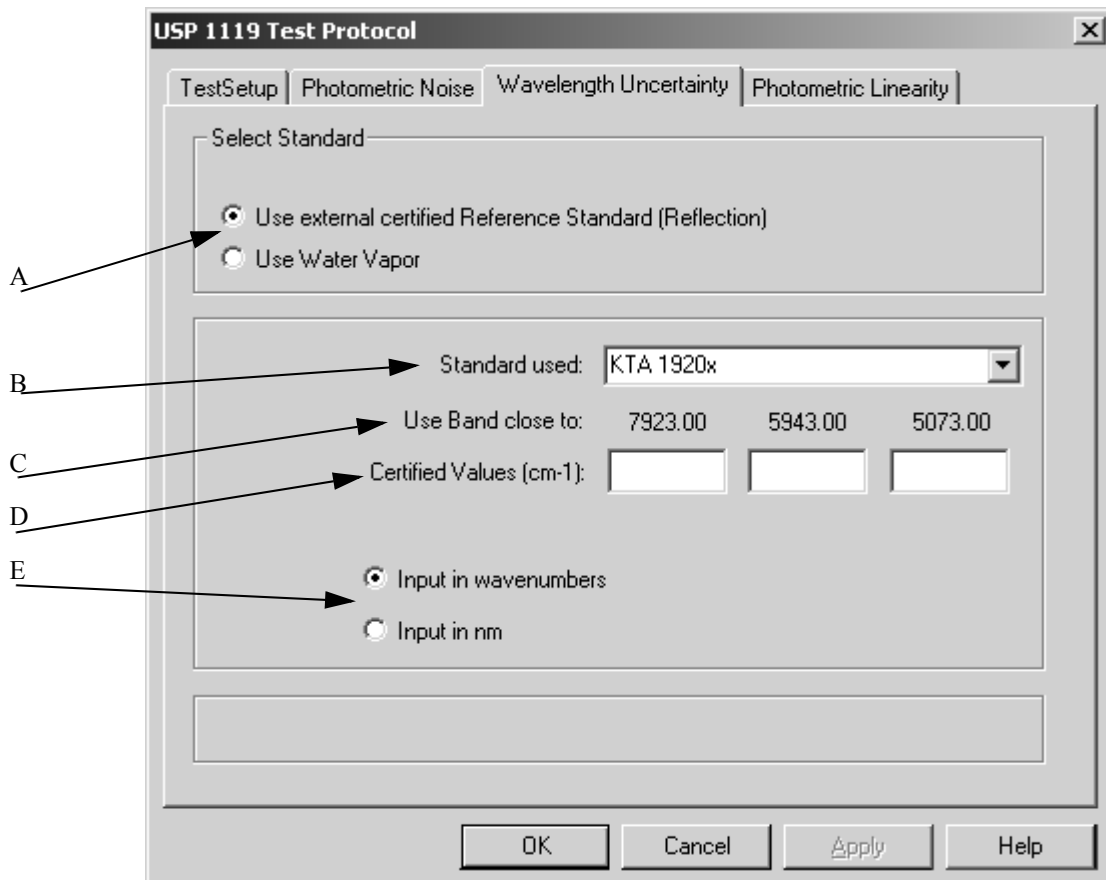 USP 1119 Test Protocol
TestSetup Photometric Noise Wavelength Uncertainty Photometric Linearity
Select Standard
Use external certified Reference Standard (Reflection)
A
Use Water Vapor
B
Standard used: KTA 1920x
Use Band close to: 7923.00 5943.00 5073.00
C
Certified Values (cm-1):
D
E
Input in wavenumbers
Input in nm
OK Cancel Apply Help